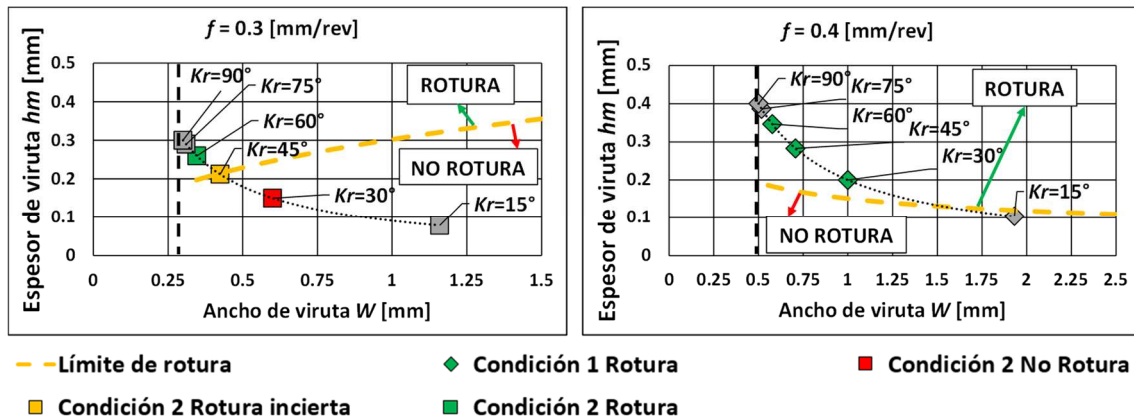 f = 0.3 [mm/rev]
Espesor de viruta hm [mm]
0.5
0.4
0.3
0.2
0.1
0
Kr=90°
Kr=75°
Kr=60°
Kr=45°
Kr=30°
Kr=15°
ROTURA
NO ROTURA
0
0.25
0.5
0.75
1
1.25
1.5
Ancho de viruta W [mm]
f = 0.4 [mm/rev]
Espesor de viruta hm [mm]
0.5
0.4
0.3
0.2
0.1
0
Kr=90°
Kr=75°
Kr=60°
Kr=45°
Kr=30°
Kr=15°
ROTURA
NO ROTURA
0
0.25
0.5
0.75
1
1.25
1.5
1.75
2
2.25
2.5
Ancho de viruta W [mm]
Límite de rotura
Condición 1 Rotura
Condición 2 No Rotura
Condición 2 Rotura incierta
Condición 2 Rotura